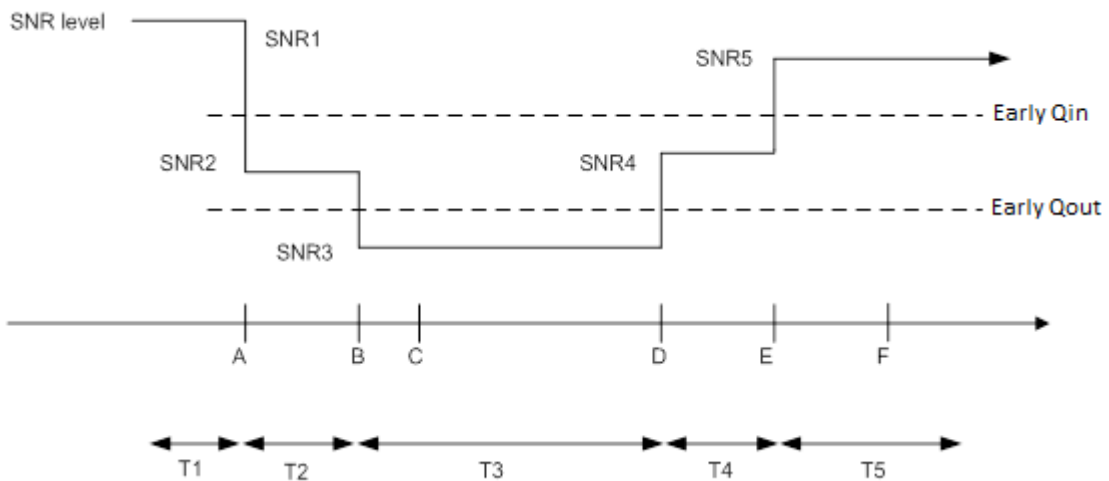 SNR level
SNR1
SNR5
Early Qin
SNR2
SNR4
Early Qout
SNR3
A B C D E F
T1 T2 T3 T4 T5